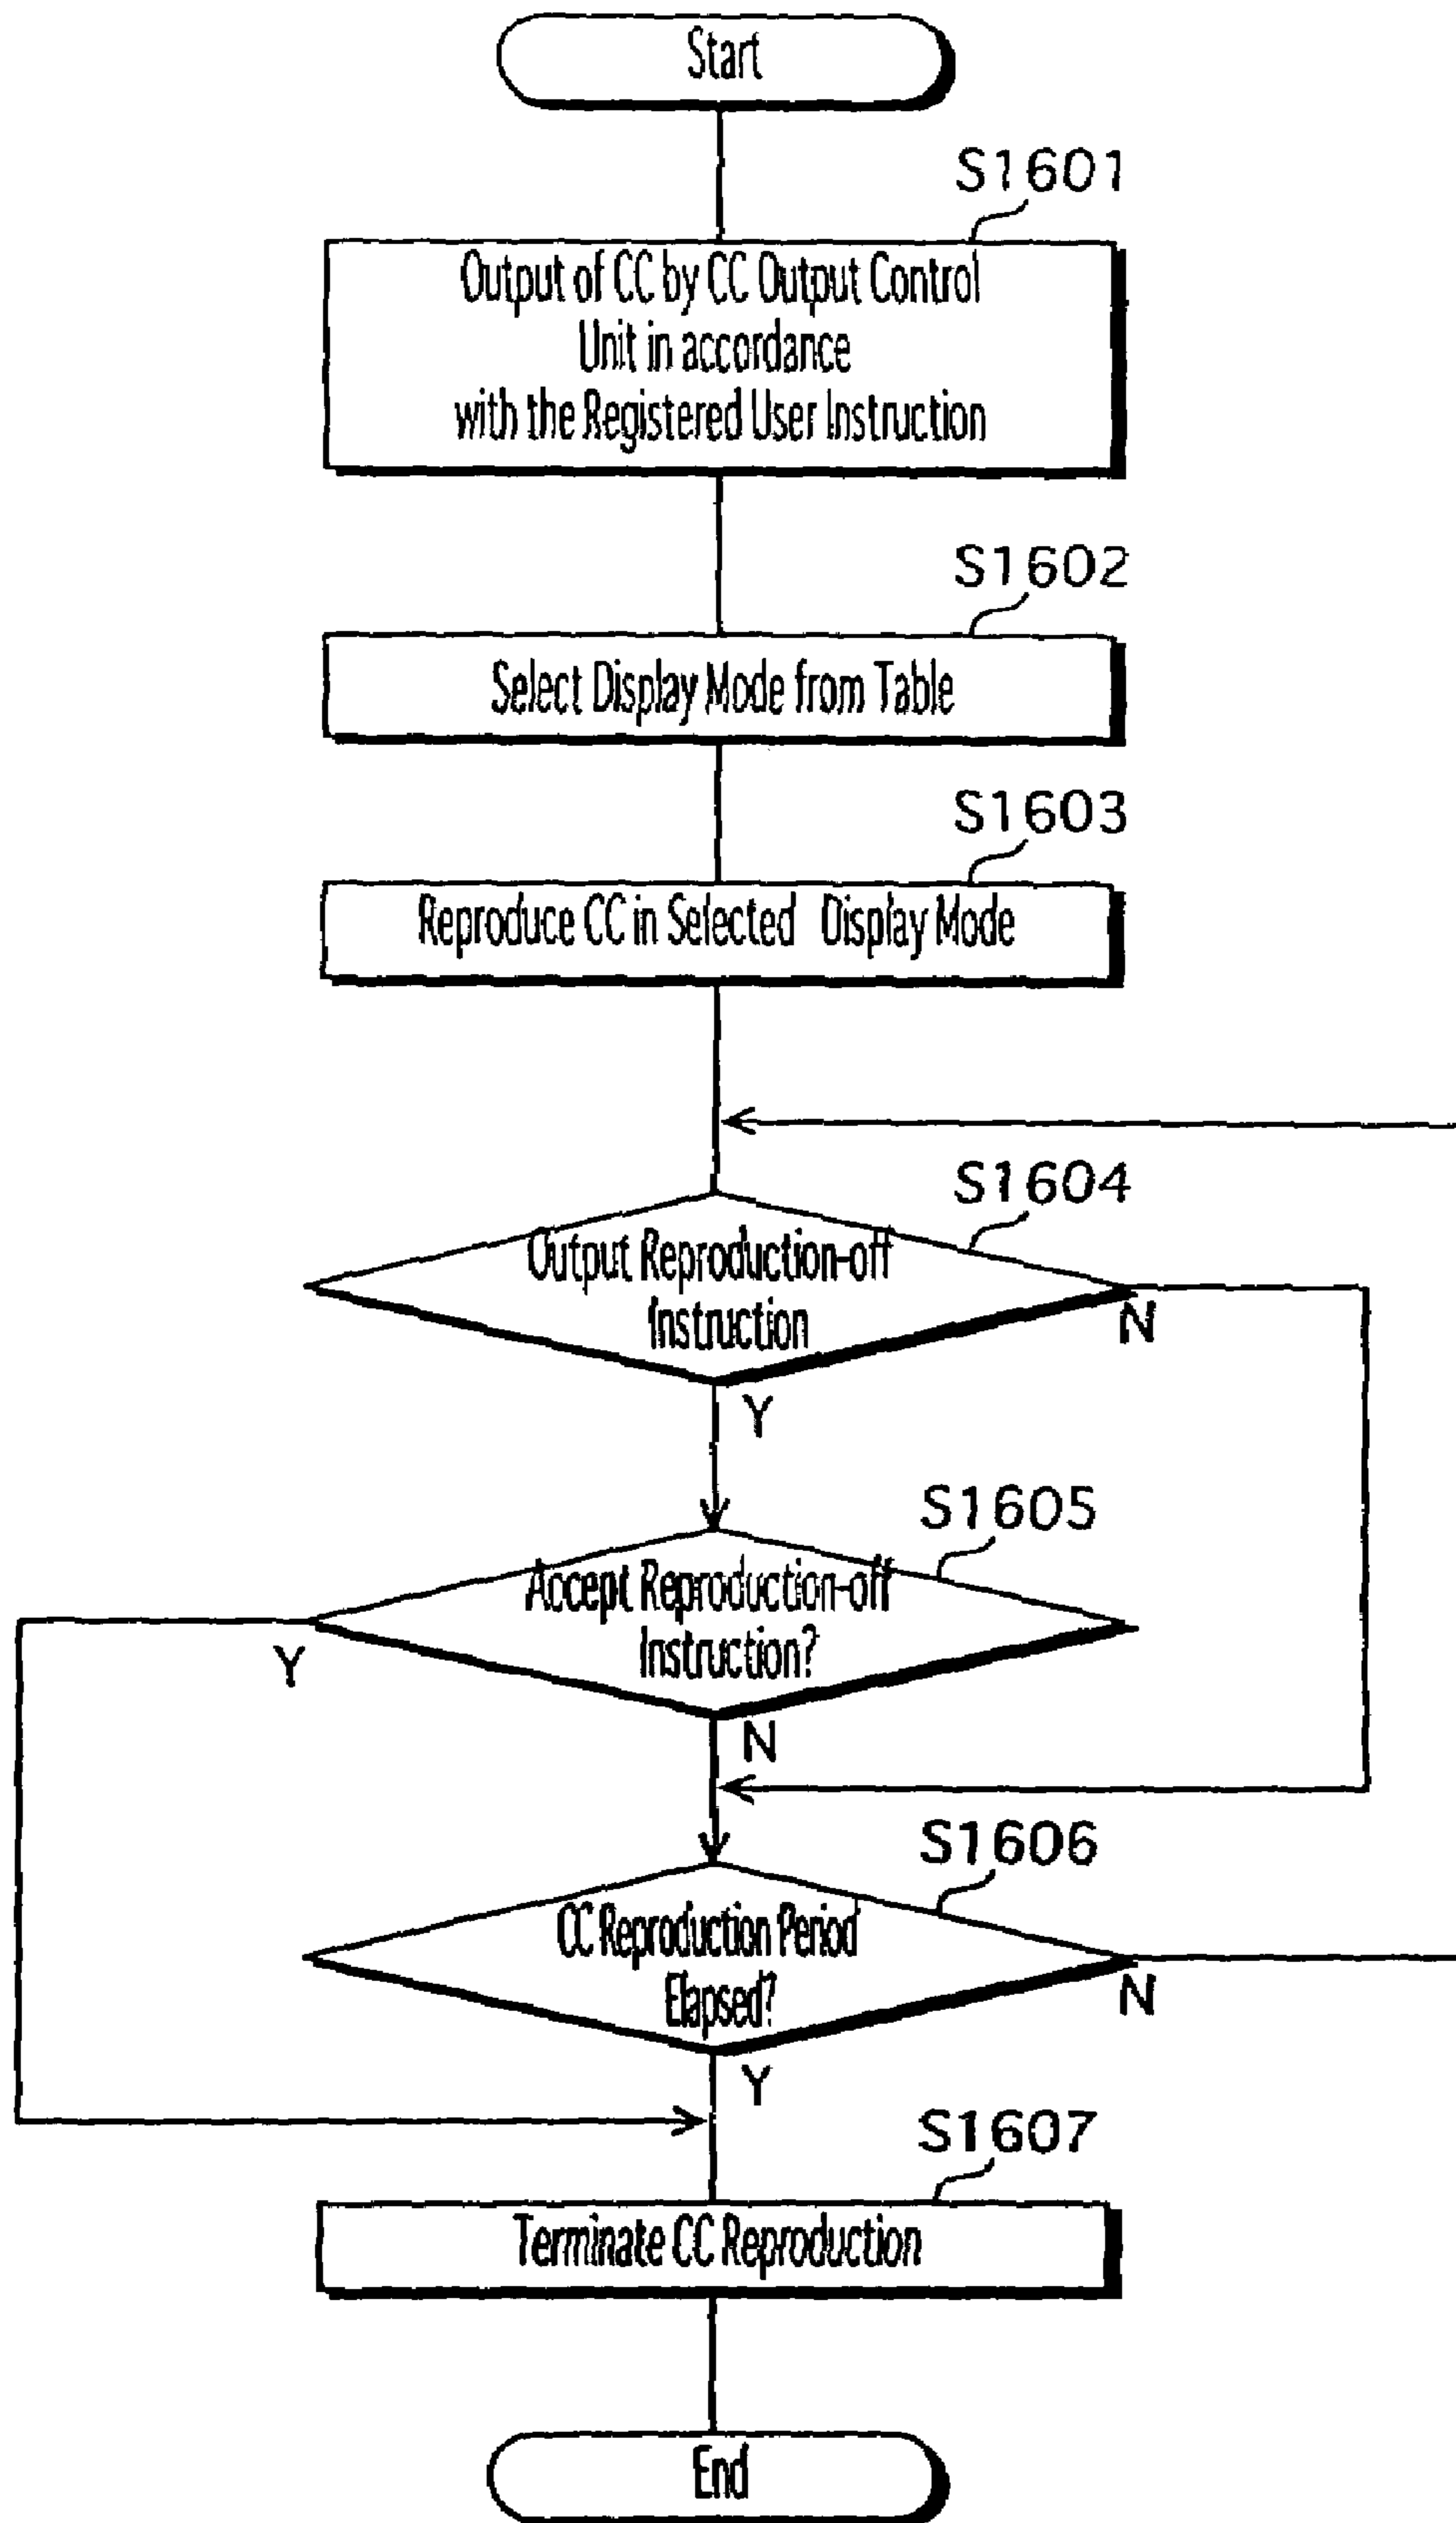 Start
S1601
Output of CC by CC Output Control
Unit in accordance
with the Registered User Instruction
S1602
Select Display Mode from Table
S1603
Reproduce CC in Selected Display Mode
S1604
Output Reproduction-off
Instruction
N
Y
S1605
Accept Reproduction-off
Instruction?
Y
N
S1606
CC Reproduction Period
Elapsed?
N
Y
S1607
Terminate CC Reproduction
End